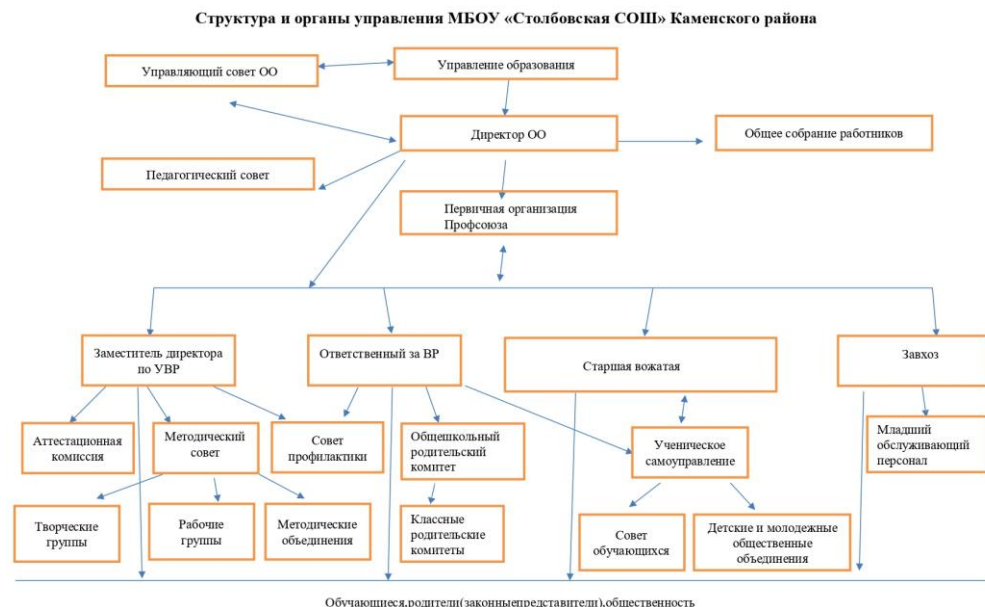 Структура и органы управления МБОУ «Столбовская СОШ» Каменского района
Управляющий совет ОО
Управление образования
Директор ОО
Общее собрание работников
Педагогический совет
Первичная организация
Профсоюза
Заместитель директора
по УВР
Ответственный за ВР
Старшая вожатая
Завхоз
Аттестационная
комиссия
Методический
совет
Совет
профилактики
Общешкольный
родительский
комитет
Ученическое
самоуправление
Младший
обслуживающий
персонал
Творческие
группы
Рабочие
группы
Методические
объединения
Классные
родительские
комитеты
Совет
обучающихся
Детские и молодежные
общественные
объединения
Обучающиеся,родители(законныепредставители),общественность